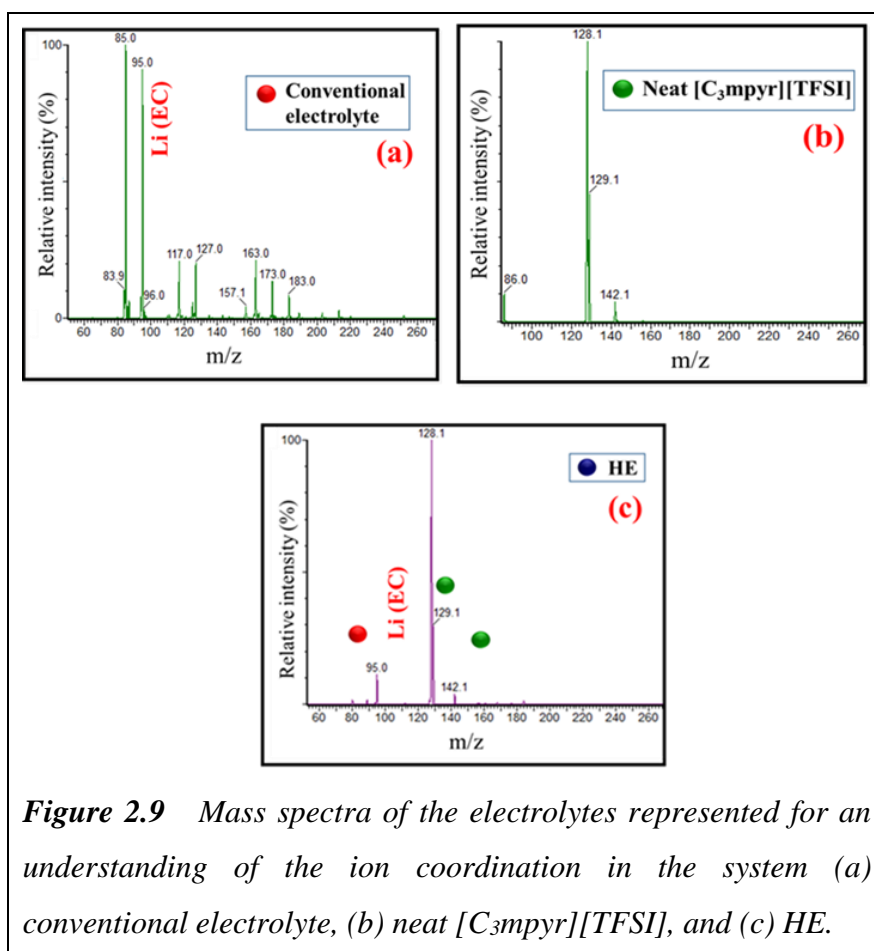 100
85.0
95.0
Li (EC)
Conventional
electrolyte
(a)
Relative intensity (%)
83.9
96.0
117.0
127.0
157.1
163.0
173.0
183.0
0
60 80 100 120 140 160 180 200 220 240 260
m/z
128.1
Neat [C3mpyr][TFSI]
(b)
Relative intensity (%)
129.1
86.0
142.1
100 120 140 160 180 200 220 240 260
m/z
100
128.1
HE
(c)
Relative intensity (%)
Li (EC)
129.1
95.0
142.1
60 80 100 120 140 160 180 200 220 240 260
m/z
Figure 2.9 Mass spectra of the electrolytes represented for an
understanding of the ion coordination in the system (a)
conventional electrolyte, (b) neat [C3mpyr][TFSI], and (c) HE.